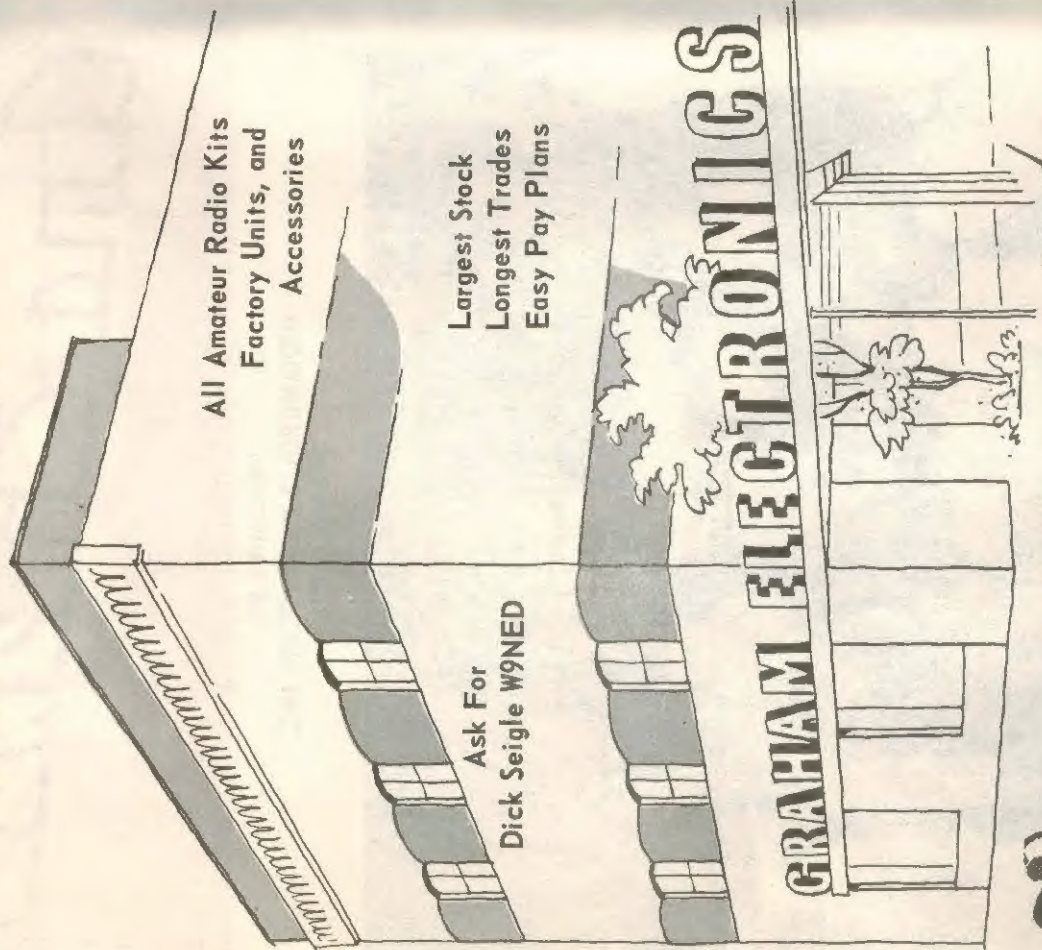 All Amateur Radio Kits
Factory Units, and
Accessories
Largest Stock
Longest Trades
Easy Pay Plans
Ask For
Dick Seigle W9NED
GRAHAM ELECTRONICS